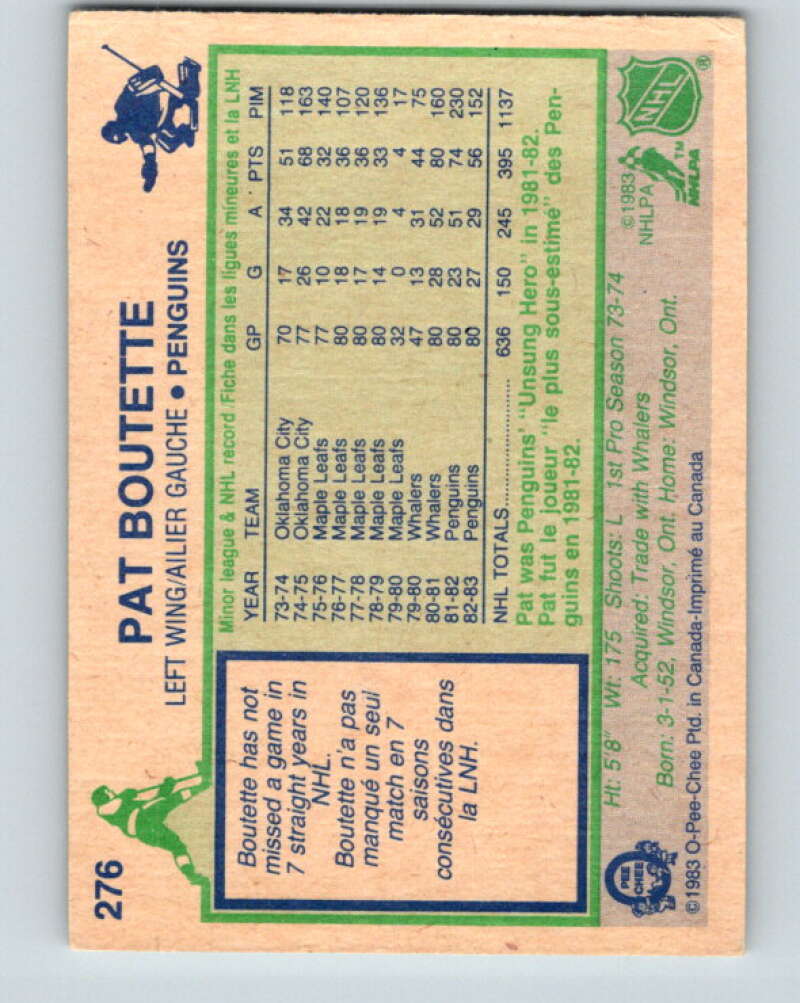 276
PAT BOUTETTE
LEFT WING/AILIER GAUCHE • PENGUINS
Boutette has not
missed a game in
7 straight years in
NHL.
Boutette n'a pas
manqué un seul
match en 7
saisons
consécutives dans
la LNH.
Minor league & NHL record/Fiche dans les ligues mineures et la LNH
YEAR TEAM GP G A PTS PIM
73-74 Oklahoma City 70 17 34 51 118
74-75 Oklahoma City 77 26 42 68 163
75-76 Maple Leafs 77 10 22 32 140
76-77 Maple Leafs 80 18 18 36 107
77-78 Maple Leafs 80 17 19 36 120
78-79 Maple Leafs 80 14 19 33 136
79-80 Maple Leafs 32 0 4 4 17
79-80 Whalers 47 13 31 44 75
80-81 Whalers 80 28 52 80 160
81-82 Penguins 80 23 51 74 230
82-83 Penguins 80 27 29 56 152
NHL TOTALS.................... 636 150 245 395 1137
Pat was Penguins' "Unsung Hero" in 1981-82.
Pat fut le joueur "le plus sous-estimé" des Pen-
guins en 1981-82.
Ht: 5'8" Wt: 175 Shoots: L 1st Pro Season 73-74
Acquired: Trade with Whalers
Born: 3-1-52, Windsor, Ont. Home: Windsor, Ont.
©1983 O-Pee-Chee Ptd. in Canada-Imprimé au Canada
O
PEE
CHEE
©1983
NHLPA
NHL ®
TM
NHLPA